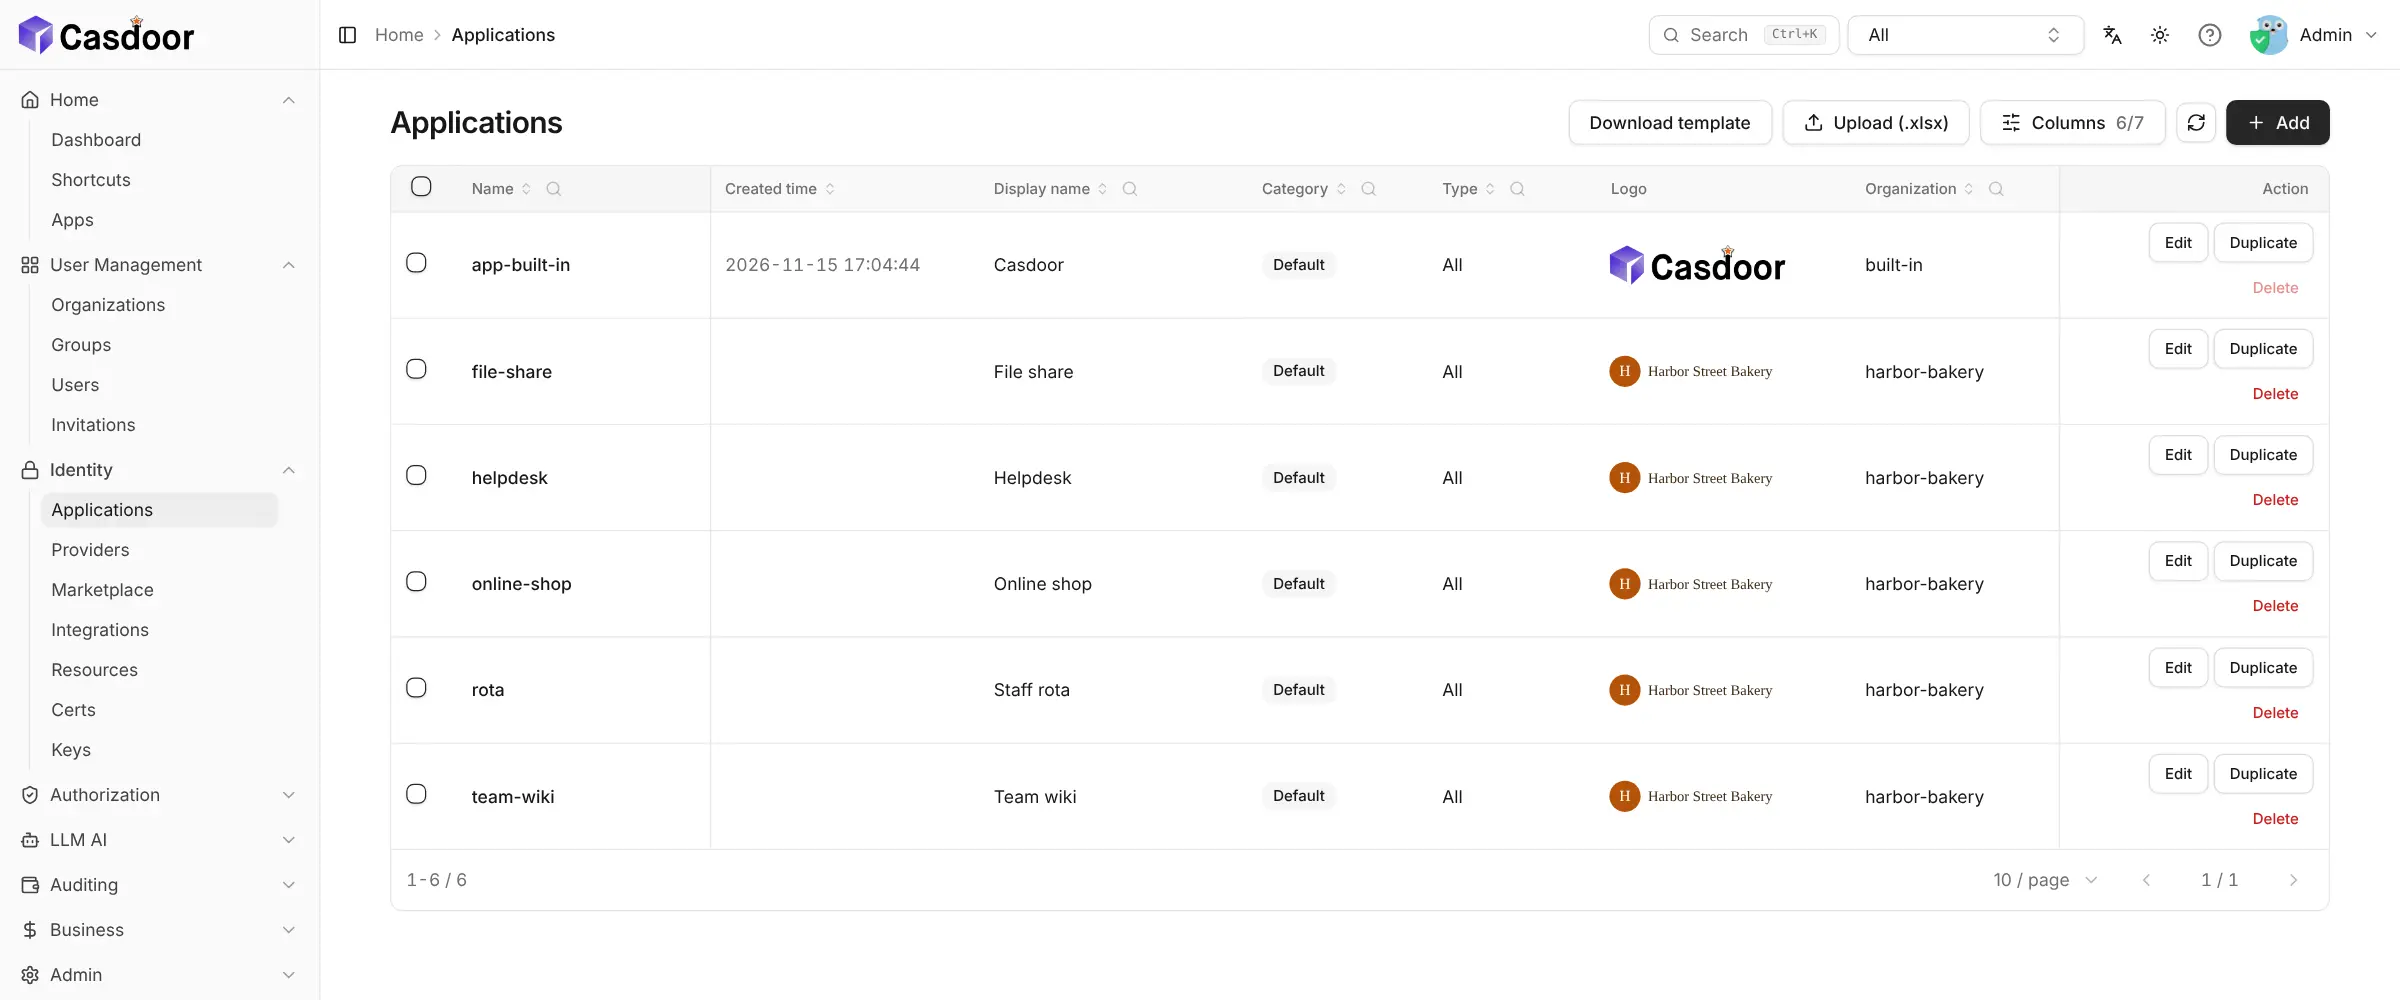 Casdoor
Home > Applications
Search Ctrl+K
All
Admin
Home
Dashboard
Shortcuts
Apps
User Management
Organizations
Groups
Users
Invitations
Identity
Applications
Providers
Marketplace
Integrations
Resources
Certs
Keys
Authorization
LLM AI
Auditing
Business
Admin
Applications
Download template
Upload (.xlsx)
Columns 6/7
Add
Name Created time Display name Category Type Logo Organization Action
app-built-in 2026-11-15 17:04:44 Casdoor Default All Casdoor built-in Edit Duplicate
Delete
file-share File share Default All H Harbor Street Bakery harbor-bakery Edit Duplicate
Delete
helpdesk Helpdesk Default All H Harbor Street Bakery harbor-bakery Edit Duplicate
Delete
online-shop Online shop Default All H Harbor Street Bakery harbor-bakery Edit Duplicate
Delete
rota Staff rota Default All H Harbor Street Bakery harbor-bakery Edit Duplicate
Delete
team-wiki Team wiki Default All H Harbor Street Bakery harbor-bakery Edit Duplicate
Delete
1-6 / 6
10 / page
1 / 1